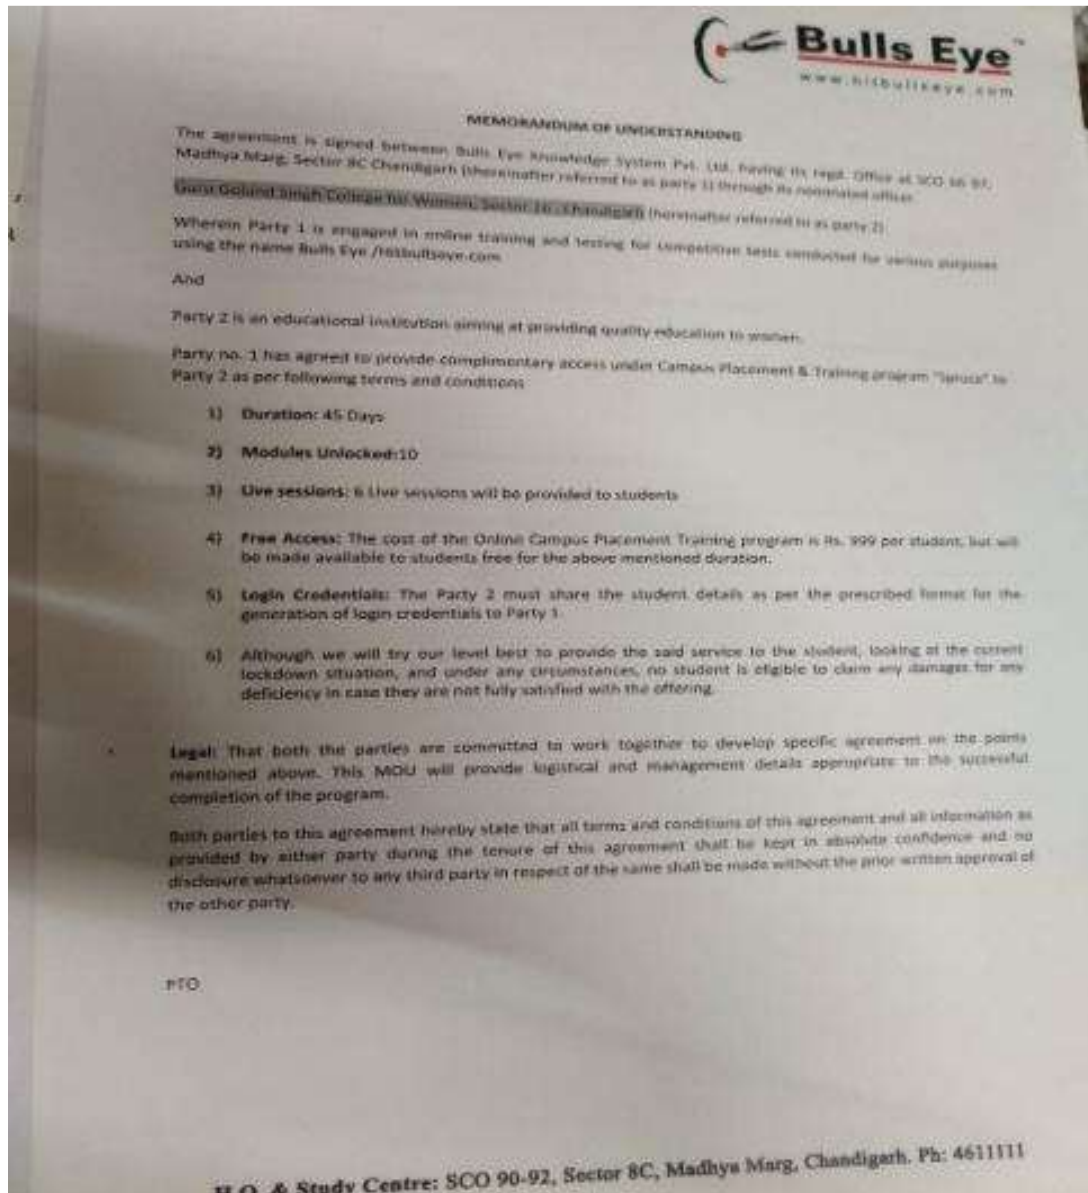 Bulls Eye™
www.hitbullseye.com
MEMORANDUM OF UNDERSTANDING
The agreement is signed between Bulls Eye Knowledge System Pvt. Ltd. having its regd. Office at SCO
Madhya Marg, Sector 8C Chandigarh (thereinafter referred to as party 1) through its nominated officer
Guru Gobind Singh College for Women, Sector 26, Chandigarh (hereinafter referred to as party 2)
Wherein Party 1 is engaged in online training and testing for competitive tests conducted for various purposes
using the name Bulls Eye
And
Party 2 is an educational institution aiming at providing quality education to women.
Party no. 1 has agreed to provide complimentary access under Campus Placement & Training program to
Party 2 as per following terms and conditions
1) Duration: 45 Days
2) Modules Unlocked:10
3) Live sessions: 6 Live sessions will be provided to students
4) Free Access: The cost of the Online Campus Placement Training program is Rs. 999 per student, but will
be made available to students free for the above mentioned duration.
5) Login Credentials: The Party 2 must share the student details as per the prescribed format for the
generation of login credentials to Party 1.
6) Although we will try our level best to provide the said service to the student, looking at the current
lockdown situation, and under any circumstances, no student is eligible to claim any damages for any
deficiency in case they are not fully satisfied with the offering.
Legal: That both the parties are committed to work together to develop specific agreement on the points
mentioned above. This MOU will provide logistical and management details appropriate to the successful
completion of the program.
Both parties to this agreement hereby state that all terms and conditions of this agreement and all information as
provided by either party during the tenure of this agreement shall be kept in absolute confidence and no
disclosure whatsoever to any third party in respect of the same shall be made without the prior written approval of
the other party.
PTO
H.O. & Study Centre: SCO 90-92, Sector 8C, Madhya Marg, Chandigarh. Ph: 4611111